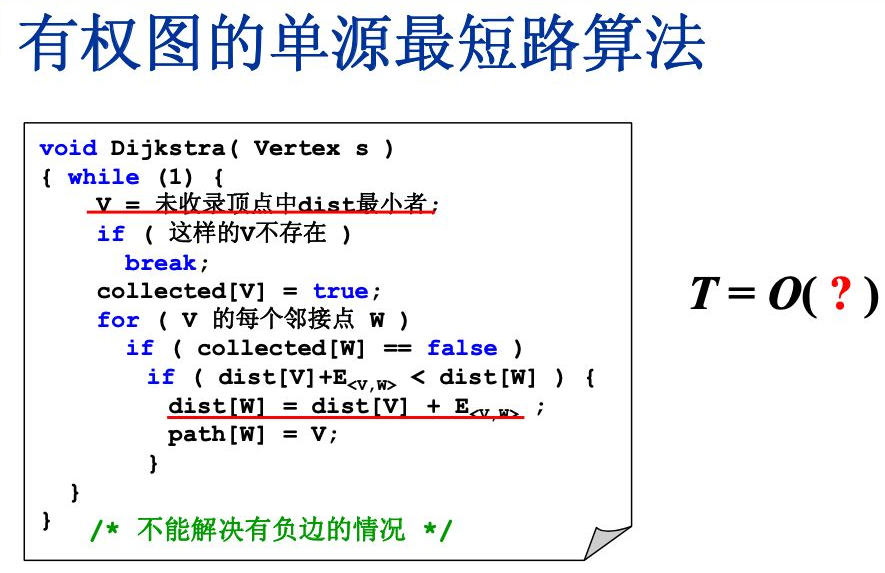 有权图的单源最短路算法
void Dijkstra( Vertex s )
{ while (1) {
V = 未收录顶点中dist最小者;
if ( 这样的V不存在 )
break;
collected[V] = true;
for ( V 的每个邻接点 W )
if ( collected[W] == false )
if ( dist[V]+E<V,W> < dist[W] ) {
dist[W] = dist[V] + E<V,W> ;
path[W] = V;
}
}
}
/* 不能解决有负边的情况 */
T = O( ? )